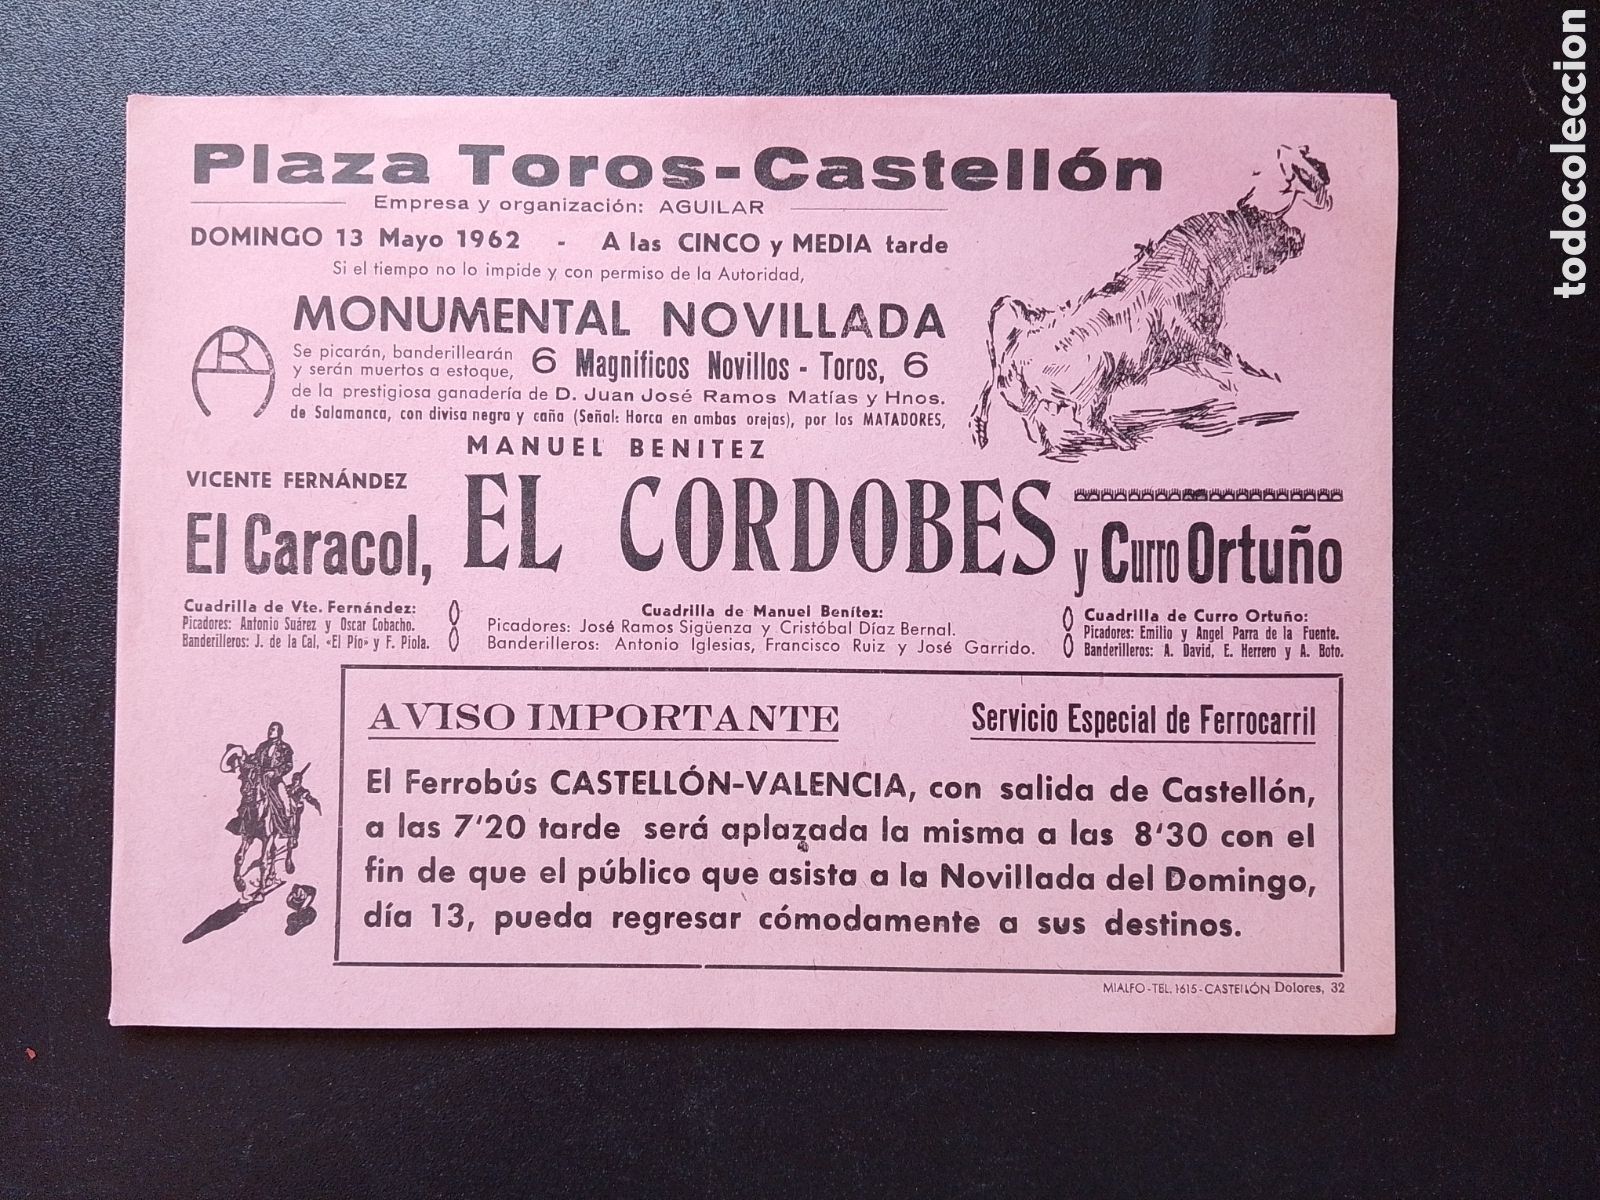 Plaza Toros-Castellón
Empresa y organización: AGUILAR
DOMINGO 13 Mayo 1962 - A las CINCO y MEDIA tarde
Si el tiempo no lo impide y con permiso de la Autoridad,
MONUMENTAL NOVILLADA
Se picarán, banderillearán
y serán muertos a estoque, 6 Magníficos Novillos - Toros, 6
de la prestigiosa ganadería de D. Juan José Ramos Matías y Hnos.
de Salamanca, con divisa negra y caña (Señal: Horca en ambas orejas), por los MATADORES,
MANUEL BENITEZ
VICENTE FERNÁNDEZ
El Caracol, EL CORDOBES y Curro Ortuño
Cuadrilla de Vte. Fernández:
Picadores: Antonio Suárez y Oscar Cobacho.
Banderilleros: J. de la Cal, «El Pío» y F. Piola.
Cuadrilla de Manuel Benítez:
Picadores: José Ramos Sigüenza y Cristóbal Díaz Bernal.
Banderilleros: Antonio Iglesias, Francisco Ruiz y José Garrido.
Cuadrilla de Curro Ortuño:
Picadores: Emilio y Angel Parra de la Fuente.
Banderilleros: A. David, E. Herrero y A. Boto.
AVISO IMPORTANTE Servicio Especial de Ferrocarril
El Ferrobús CASTELLÓN-VALENCIA, con salida de Castellón,
a las 7'20 tarde será aplazada la misma a las 8'30 con el
fin de que el público que asista a la Novillada del Domingo,
día 13, pueda regresar cómodamente a sus destinos.
MIALFO-TEL. 1615-CASTELLÓN Dolores, 32
todocoleccion